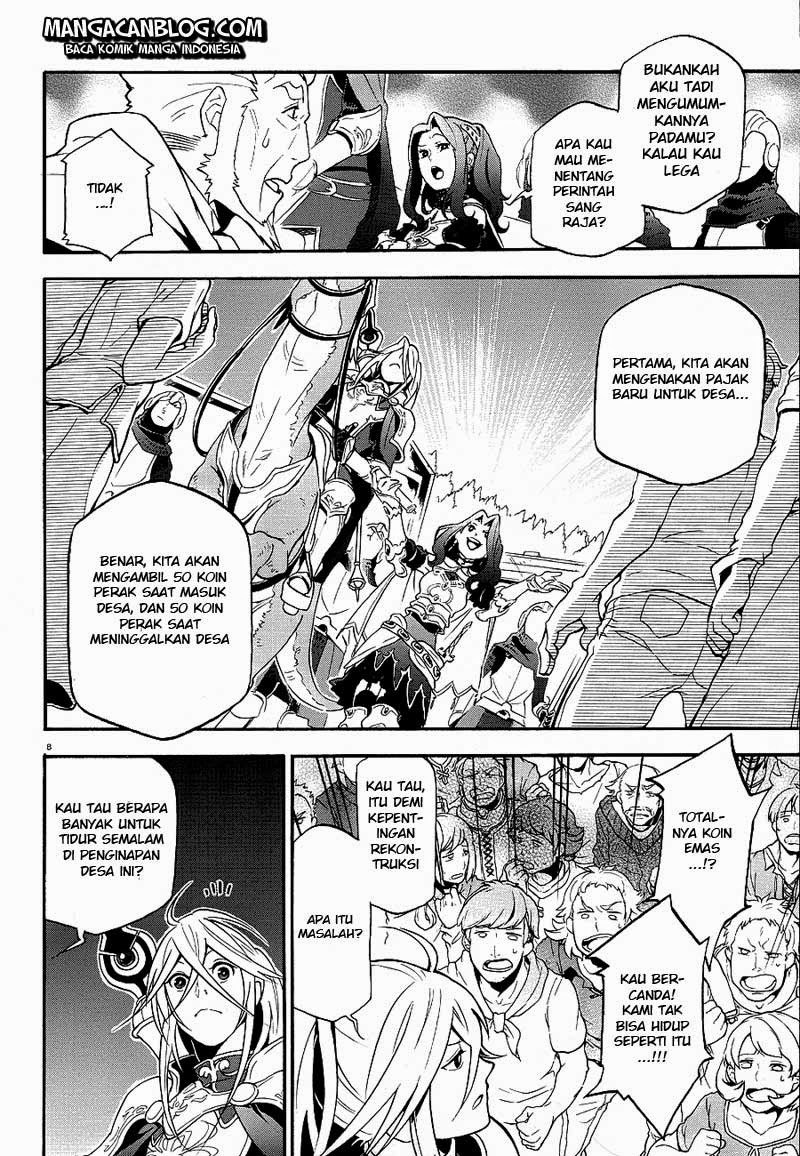 MANGACANBLOG.COM
BACA KOMIK MANGA INDONESIA
BUKANKAH
AKU TADI
MENGUMUM-
KANNYA
PADAMU?
KALAU KAU
LEGA
APA KAU
MAU ME-
NENTANG
PERINTAH
SANG
RAJA?
TIDAK
....!
PERTAMA, KITA AKAN
MENGENAKAN PAJAK
BARU UNTUK DESA...
BENAR, KITA AKAN
MENGAMBIL 50 KOIN
PERAK SAAT MASUK
DESA, DAN 50 KOIN
PERAK SAAT
MENINGGALKAN DESA
8
TOTAL-
NYA KOIN
EMAS
...!?
KAU BER-
CANDA!
KAMI TAK
BISA HIDUP
SEPERTI ITU
...!!!
KAU TAU,
ITU DEMI
KEPENT-
INGAN
REKON-
TRUKSI
APA ITU
MASALAH?
KAU TAU BERAPA
BANYAK UNTUK
TIDUR SEMALAM
DI PENGINAPAN
DESA INI?